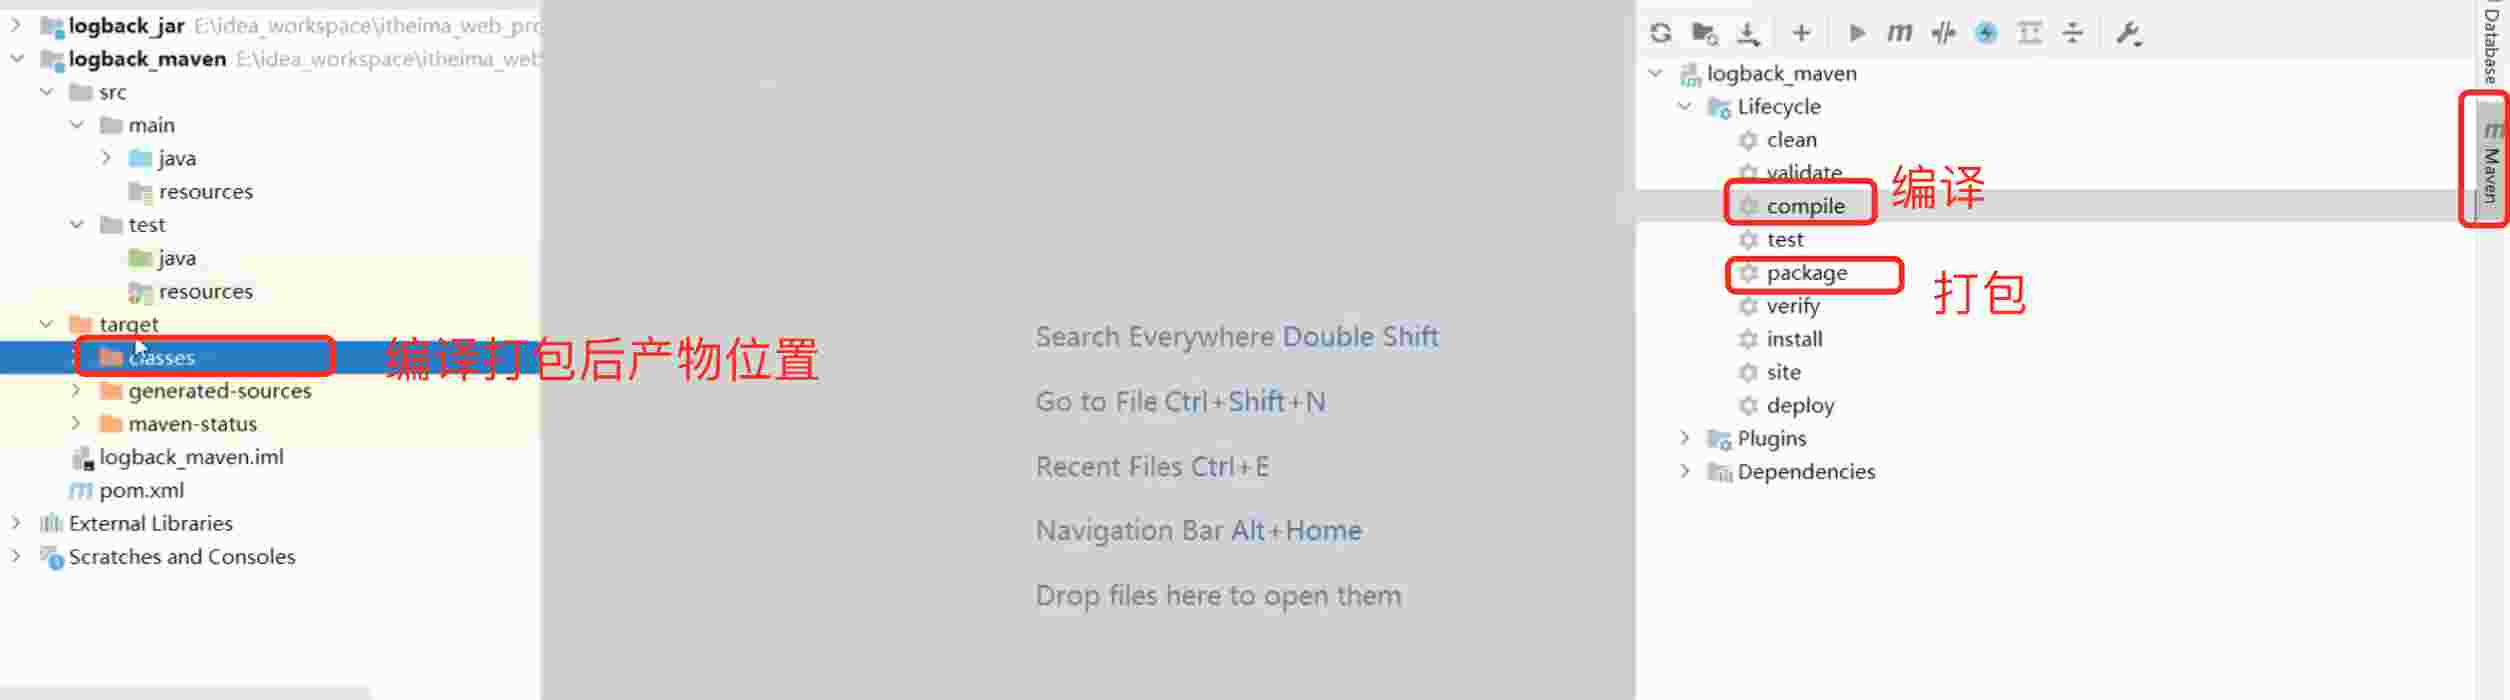 logback_jar E:\idea_workspace\itheima_web_pro
logback_maven E:\idea_workspace\itheima_web
src
main
java
resources
test
java
resources
target
classes
编译打包后产物位置
generated-sources
maven-status
logback_maven.iml
pom.xml
External Libraries
Scratches and Consoles
Search Everywhere Double Shift
Go to File Ctrl+Shift+N
Recent Files Ctrl+E
Navigation Bar Alt+Home
Drop files here to open them
logback_maven
Lifecycle
clean
validate
compile
编译
test
package
打包
verify
install
site
deploy
Plugins
Dependencies
Database
m Maven